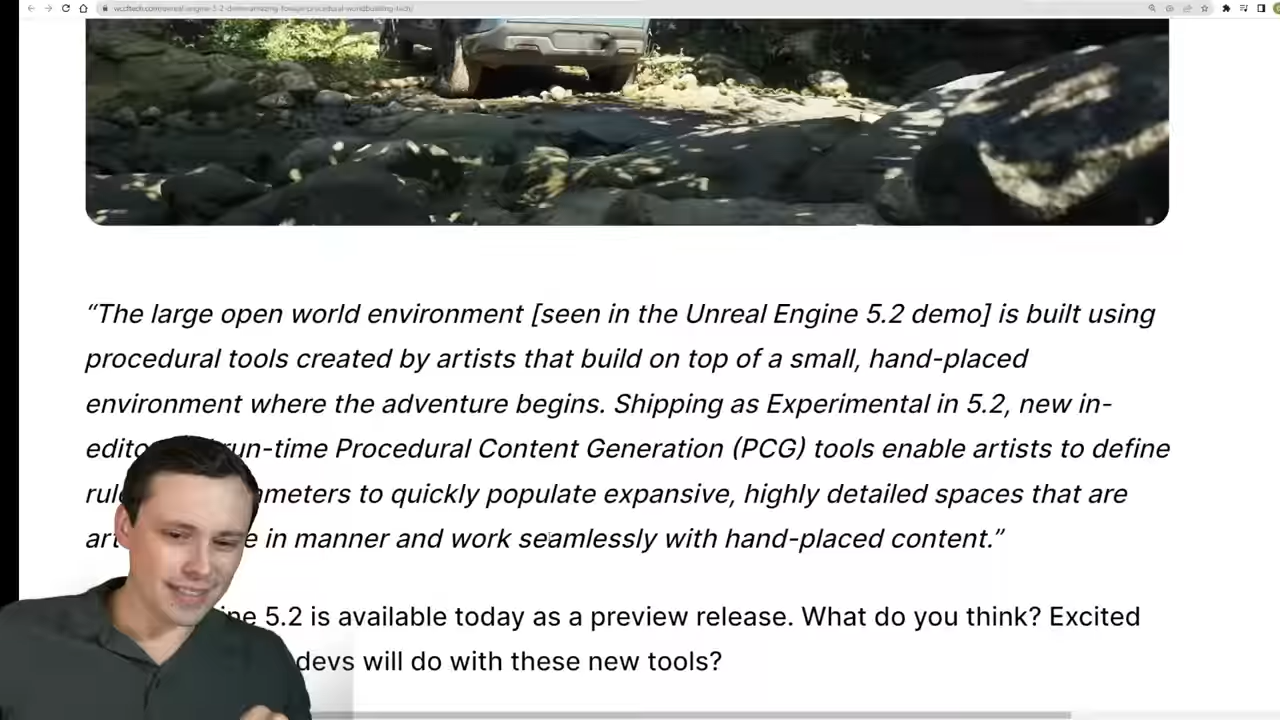 “The large open world environment [seen in the Unreal Engine 5.2 demo] is built using
procedural tools created by artists that build on top of a small, hand-placed
environment where the adventure begins. Shipping as Experimental in 5.2, new in-
run-time Procedural Content Generation (PCG) tools enable artists to define
to quickly populate expansive, highly detailed spaces that are
in manner and work seamlessly with hand-placed content.”
5.2 is available today as a preview release. What do you think? Excited
devs will do with these new tools?